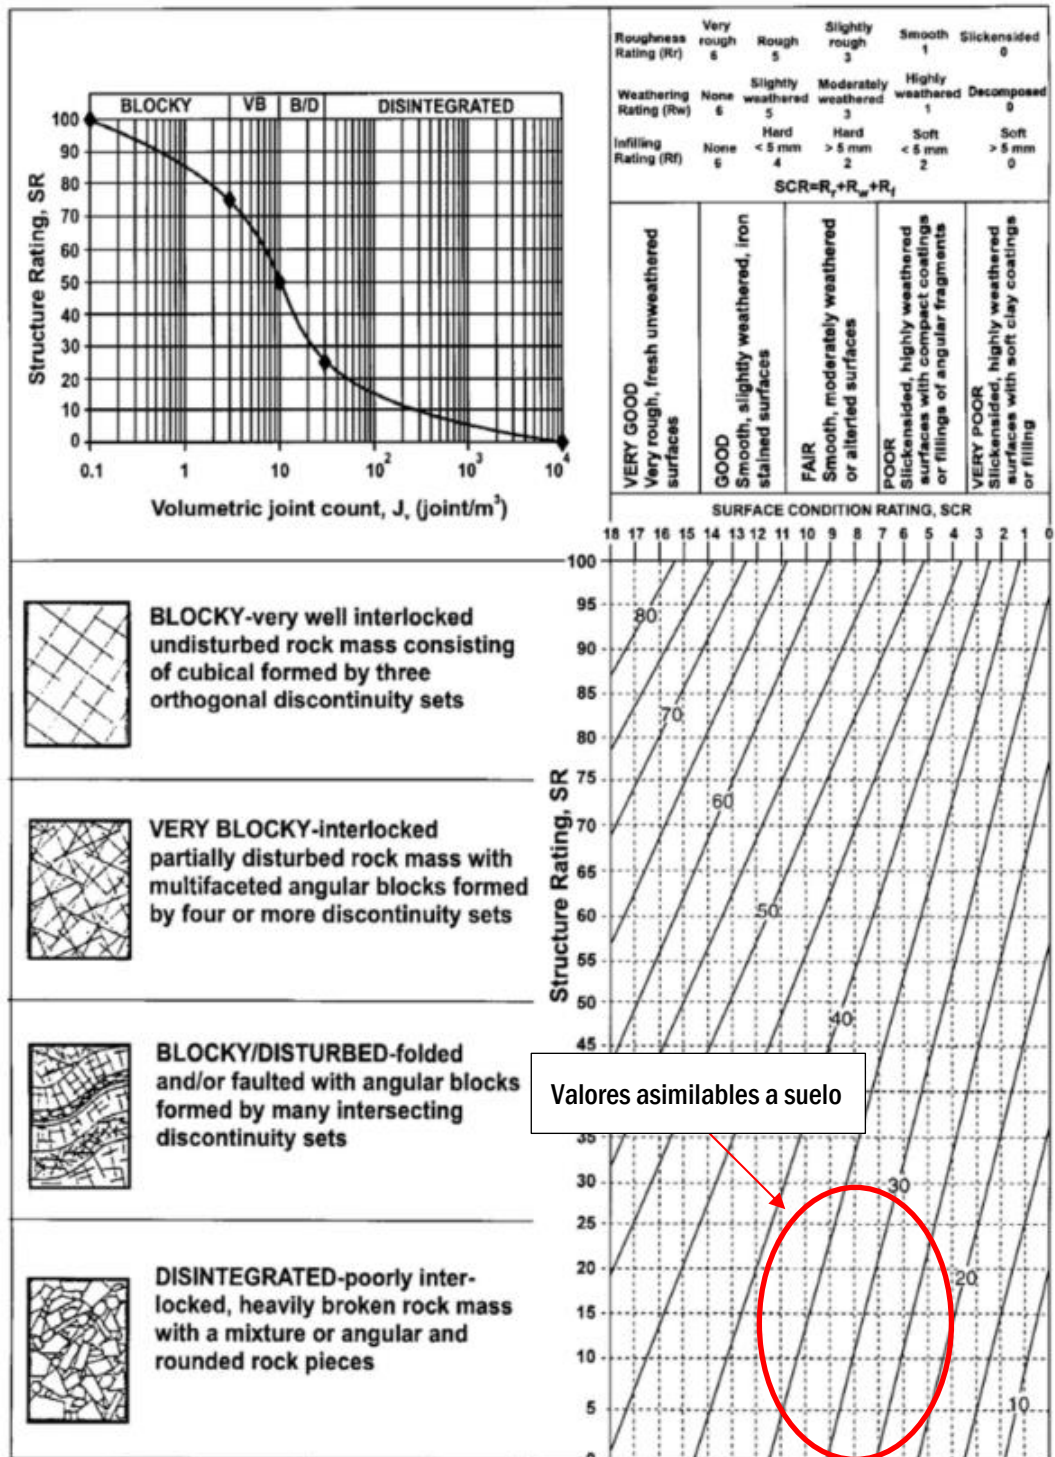 BLOCKY VB B/D DISINTEGRATED
100
90
80
70
60
50
40
30
20
10
0
Structure Rating, SR
0.1 1 10 10² 10³ 10⁴
Volumetric joint count, Jv (joint/m³)
Roughness Rating (Rr)
Very rough 6
Rough 5
Slightly rough 3
Smooth 1
Slickensided 0
Weathering Rating (Rw)
None 6
Slightly weathered 5
Moderately weathered 3
Highly weathered 1
Decomposed 0
Infilling Rating (Rf)
None 6
Hard < 5 mm 4
Hard > 5 mm 2
Soft < 5 mm 2
Soft > 5 mm 0
SCR=Rr+Rw+Rf
VERY GOOD
Very rough, fresh unweathered
surfaces
GOOD
Smooth, slightly weathered, iron
stained surfaces
FAIR
Smooth, moderately weathered
or alterted surfaces
POOR
Slickensided, highly weathered
surfaces with compact coatings
or fillings of angular fragments
VERY POOR
Slickensided, highly weathered
surfaces with soft clay coatings
or filling
SURFACE CONDITION RATING, SCR
18 17 16 15 14 13 12 11 10 9 8 7 6 5 4 3 2 1 0
BLOCKY-very well interlocked
undisturbed rock mass consisting
of cubical formed by three
orthogonal discontinuity sets
VERY BLOCKY-interlocked
partially disturbed rock mass with
multifaceted angular blocks formed
by four or more discontinuity sets
BLOCKY/DISTURBED-folded
and/or faulted with angular blocks
formed by many intersecting
discontinuity sets
DISINTEGRATED-poorly inter-
locked, heavily broken rock mass
with a mixture or angular and
rounded rock pieces
Structure Rating, SR
100
95
90
85
80
75
70
65
60
55
50
45
35
30
25
20
15
10
5
0
80
70
60
50
40
30
20
10
Valores asimilables a suelo